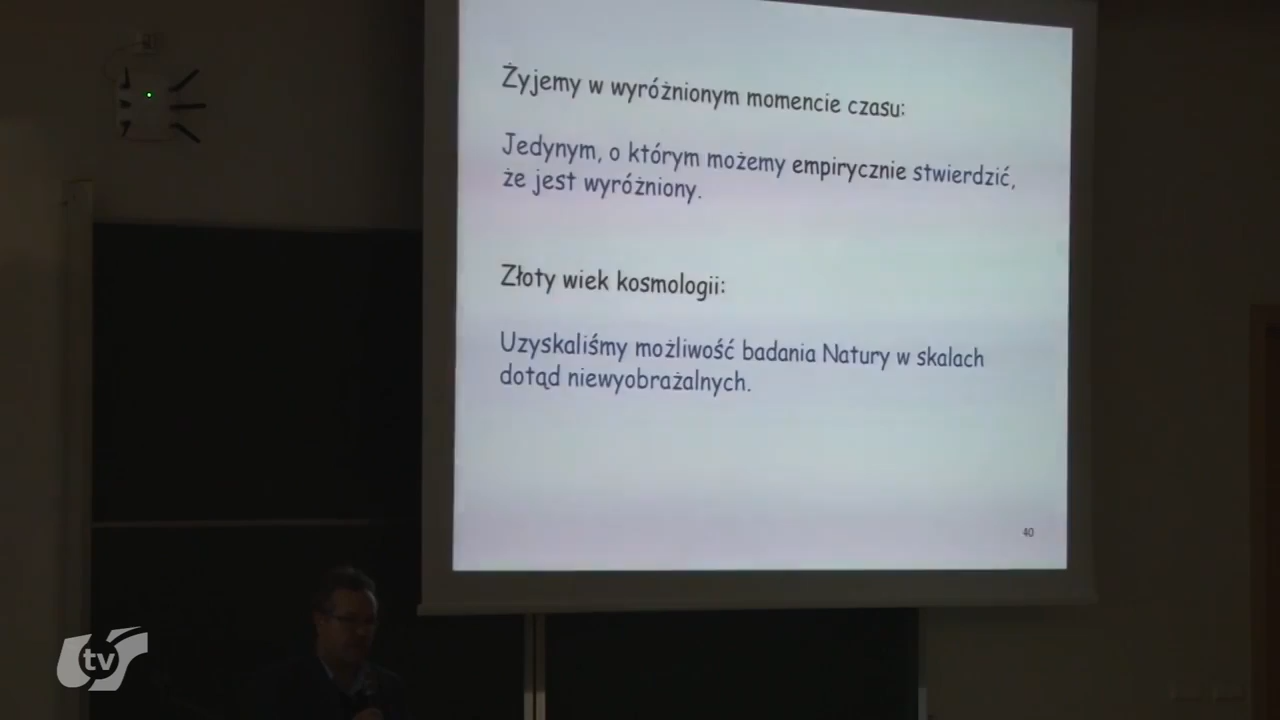 Żyjemy w wyróżnionym momencie czasu:
Jedynym, o którym możemy empirycznie stwierdzić,
że jest wyróżniony.
Złoty wiek kosmologii:
Uzyskaliśmy możliwość badania Natury w skalach
dotąd niewyobrażalnych.
40
tv